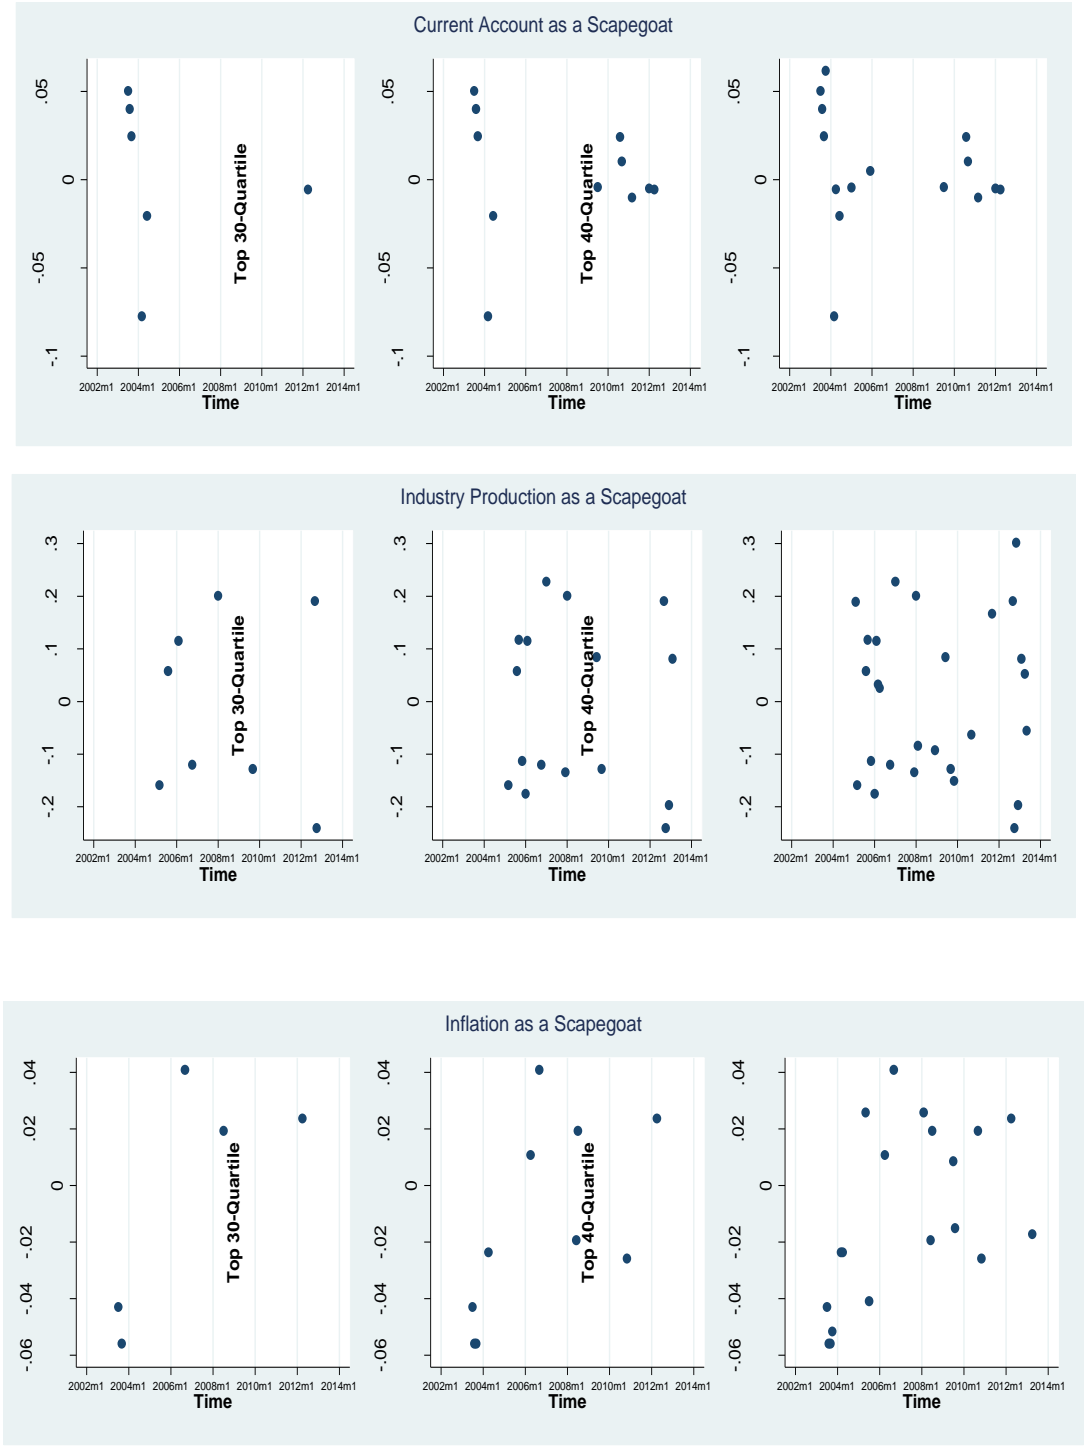 Current Account as a Scapegoat
.05
0
-.05
-.1
2002m1 2004m1 2006m1 2008m1 2010m1 2012m1 2014m1
Time
Top 30-Quartile
.05
0
-.05
-.1
2002m1 2004m1 2006m1 2008m1 2010m1 2012m1 2014m1
Time
Top 40-Quartile
.05
0
-.05
-.1
2002m1 2004m1 2006m1 2008m1 2010m1 2012m1 2014m1
Time
Industry Production as a Scapegoat
.3
.2
.1
0
-.1
-.2
2002m1 2004m1 2006m1 2008m1 2010m1 2012m1 2014m1
Time
Top 30-Quartile
.3
.2
.1
0
-.1
-.2
2002m1 2004m1 2006m1 2008m1 2010m1 2012m1 2014m1
Time
Top 40-Quartile
.3
.2
.1
0
-.1
-.2
2002m1 2004m1 2006m1 2008m1 2010m1 2012m1 2014m1
Time
Inflation as a Scapegoat
.04
.02
0
-.02
-.04
-.06
2002m1 2004m1 2006m1 2008m1 2010m1 2012m1 2014m1
Time
Top 30-Quartile
.04
.02
0
-.02
-.04
-.06
2002m1 2004m1 2006m1 2008m1 2010m1 2012m1 2014m1
Time
Top 40-Quartile
.04
.02
0
-.02
-.04
-.06
2002m1 2004m1 2006m1 2008m1 2010m1 2012m1 2014m1
Time